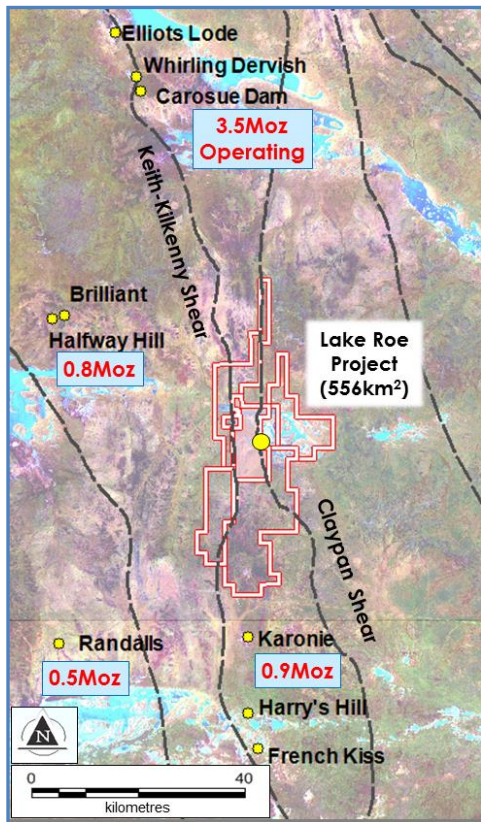 Elliots Lode
Whirling Dervish
Carosue Dam
3.5Moz
Operating
Keith-Kilkenny Shear
Brilliant
Halfway Hill
0.8Moz
Lake Roe
Project
(556km²)
Claypan Shear
Randalls
0.5Moz
Karonie
0.9Moz
Harry's Hill
French Kiss
N
0 40
kilometres